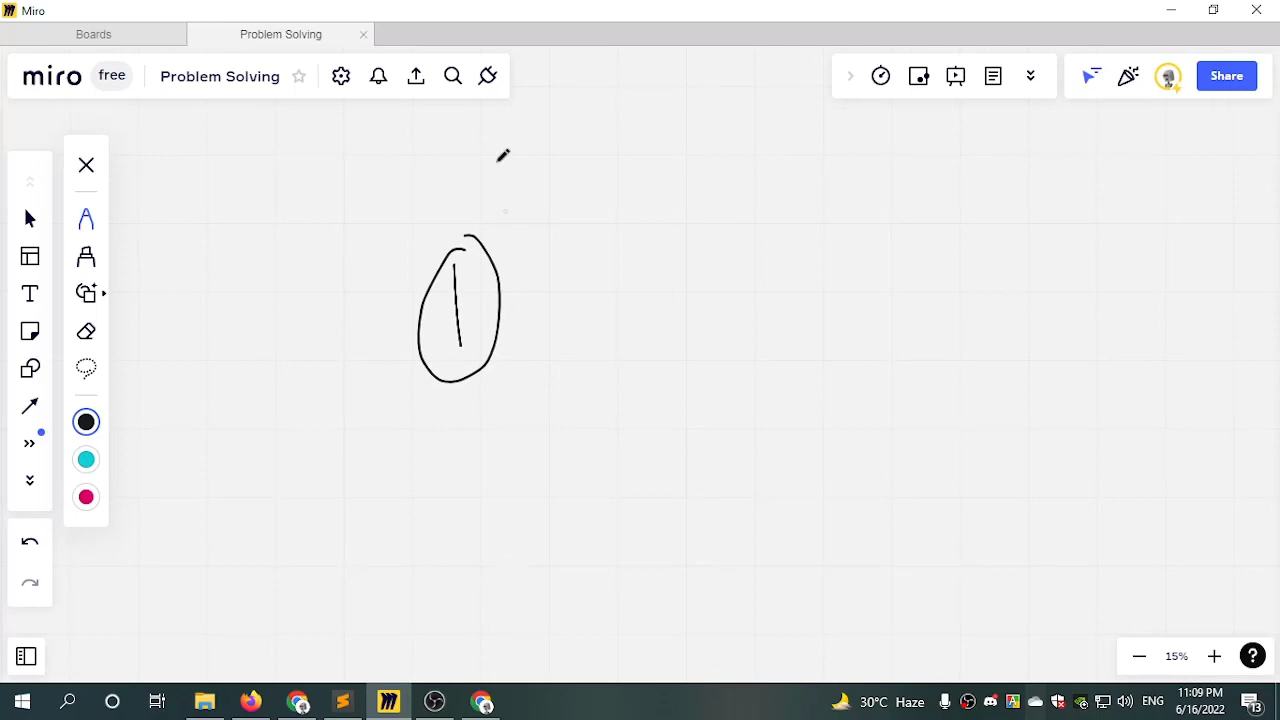 Miro
Boards
Problem Solving
miro
free
Problem Solving
Share
1
15%
?
30°C Haze
ENG
11:09 PM
6/16/2022
13